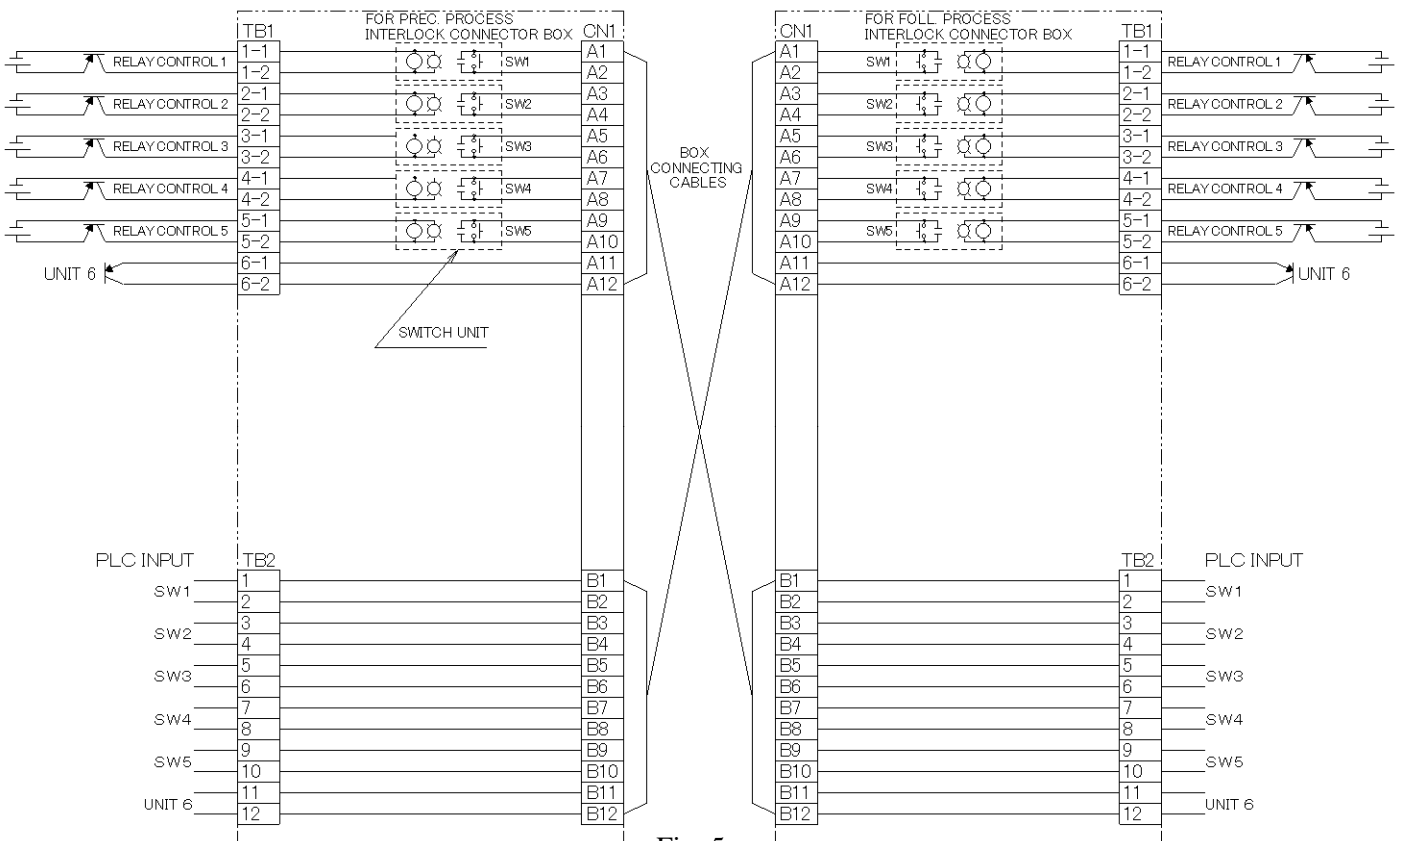 FOR PREC. PROCESS
INTERLOCK CONNECTOR BOX
TB1
CN1
RELAY CONTROL 1
1-1
1-2
SW1
A1
A2
RELAY CONTROL 2
2-1
2-2
SW2
A3
A4
RELAY CONTROL 3
3-1
3-2
SW3
A5
A6
RELAY CONTROL 4
4-1
4-2
SW4
A7
A8
RELAY CONTROL 5
5-1
5-2
SW5
A9
A10
UNIT 6
6-1
6-2
A11
A12
SWITCH UNIT
BOX
CONNECTING
CABLES
FOR FOLL. PROCESS
INTERLOCK CONNECTOR BOX
CN1
TB1
A1
A2
SW1
1-1
1-2
RELAY CONTROL 1
A3
A4
SW2
2-1
2-2
RELAY CONTROL 2
A5
A6
SW3
3-1
3-2
RELAY CONTROL 3
A7
A8
SW4
4-1
4-2
RELAY CONTROL 4
A9
A10
SW5
5-1
5-2
RELAY CONTROL 5
A11
A12
6-1
6-2
UNIT 6
PLC INPUT
TB2
SW1
1
2
B1
B2
SW2
3
4
B3
B4
SW3
5
6
B5
B6
SW4
7
8
B7
B8
SW5
9
10
B9
B10
UNIT 6
11
12
B11
B12
TB2
PLC INPUT
B1
B2
1
2
SW1
B3
B4
3
4
SW2
B5
B6
5
6
SW3
B7
B8
7
8
SW4
B9
B10
9
10
SW5
B11
B12
11
12
UNIT 6